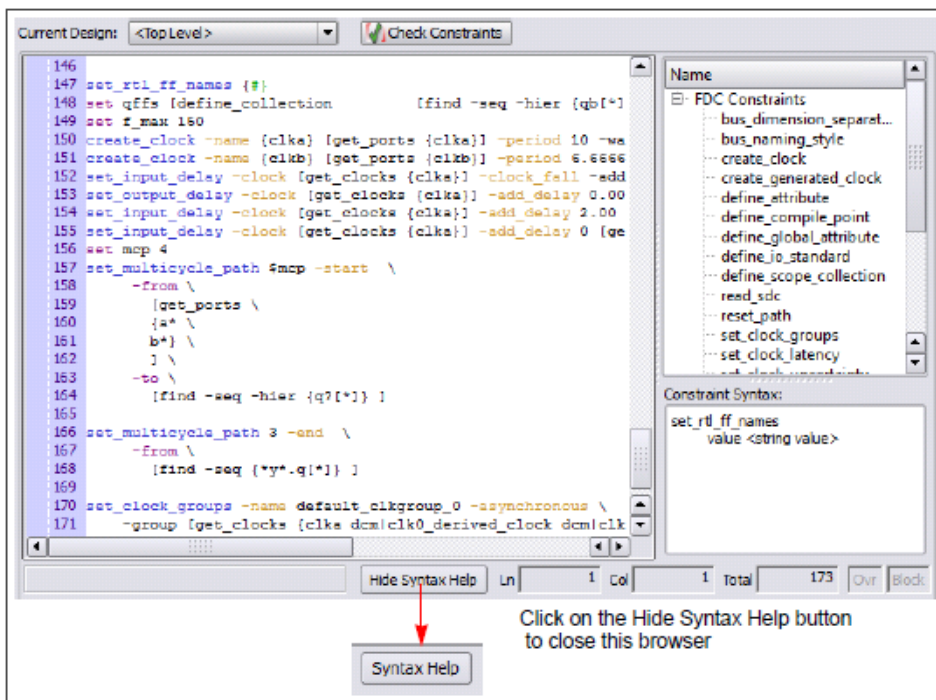 Current Design: <Top Level> Check Constraints
146
147 set_rtl_ff_names {#}
148 set qffs [define_collection [find -seq -hier {qb[*]
149 set f_max 150
150 create_clock -name {clka} [get_ports {clka}] -period 10 -wa
151 create_clock -name {clkb} [get_ports {clkb}] -period 6.6666
152 set_input_delay -clock [get_clocks {clka}] -clock_fall -add
153 set_output_delay -clock [get_clocks {clka}] -add_delay 0.00
154 set_input_delay -clock [get_clocks {clka}] -add_delay 2.00
155 set_input_delay -clock [get_clocks {clka}] -add_delay 0 [ge
156 set mcp 4
157 set_multicycle_path $mcp -start \
158 -from \
159 [get_ports \
160 {a* \
161 b*} \
162 ] \
163 -to \
164 [find -seq -hier {q?[*]} ]
165
166 set_multicycle_path 3 -end \
167 -from \
168 [find -seq {*y*.q[*]} ]
169
170 set_clock_groups -name default_clkgroup_0 -asynchronous \
171 -group [get_clocks {clka dcm|clk0_derived_clock dcm|clk
Name
FDC Constraints
bus_dimension_separat...
bus_naming_style
create_clock
create_generated_clock
define_attribute
define_compile_point
define_global_attribute
define_io_standard
define_scope_collection
read_sdc
reset_path
set_clock_groups
set_clock_latency
Constraint Syntax:
set_rtl_ff_names
value <string value>
Hide Syntax Help Ln 1 Col 1 Total 173 Ovr Block
Click on the Hide Syntax Help button
to close this browser
Syntax Help